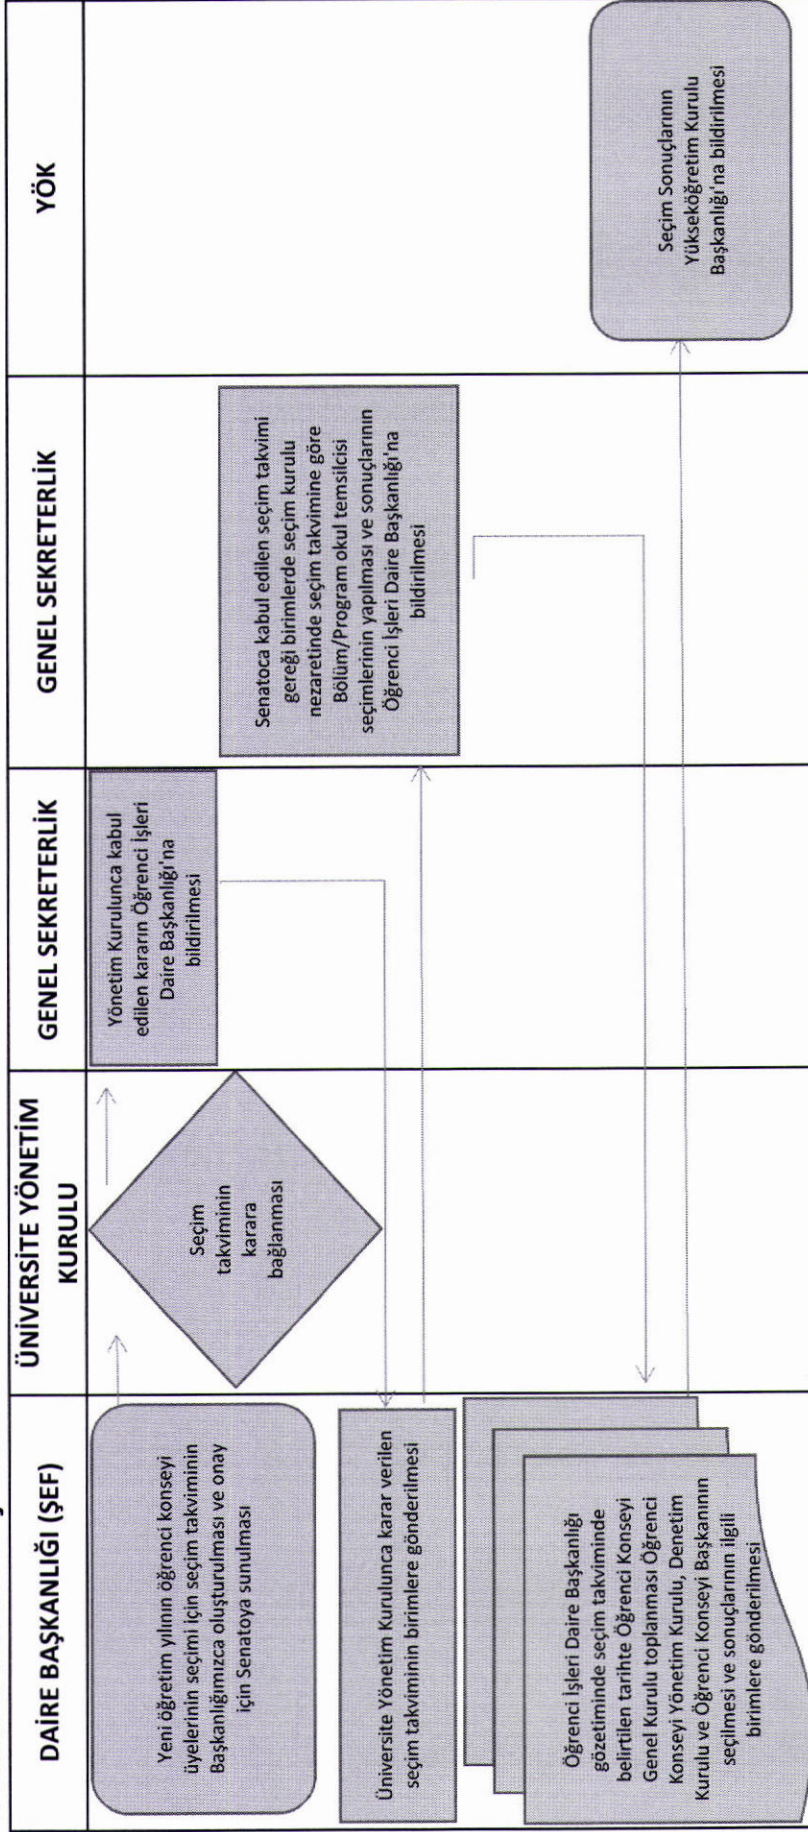 DAİRE BAŞKANLIĞI (ŞEF)
ÜNİVERSİTE YÖNETİM
KURULU
GENEL SEKRETERLİK
GENEL SEKRETERLİK
YÖK
Yeni öğretim yılının öğrenci konseyi
üyelerinin seçimi için seçim takviminin
Başkanlığımızca oluşturulması ve onay
için Senatoya sunulması
Seçim
takviminin
karara
bağlanması
Yönetim Kurulunca kabul
edilen kararın Öğrenci İşleri
Daire Başkanlığı'na
bildirilmesi
Üniversite Yönetim Kurulunca karar verilen
seçim takviminin birimlere gönderilmesi
Senatoca kabul edilen seçim takvimi
gereği birimlerde seçim kurulu
nezaretinde seçim takvimine göre
Bölüm/Program okul temsilcisi
seçimlerinin yapılması ve sonuçlarının
Öğrenci İşleri Daire Başkanlığı'na
bildirilmesi
Öğrenci İşleri Daire Başkanlığı
gözetiminde seçim takviminde
belirtilen tarihte Öğrenci Konseyi
Genel Kurulu toplanması Öğrenci
Konseyi Yönetim Kurulu, Denetim
Kurulu ve Öğrenci Konseyi Başkanının
seçilmesi ve sonuçlarının ilgili
birimlere gönderilmesi
Seçim Sonuçlarının
Yükseköğretim Kurulu
Başkanlığı'na bildirilmesi